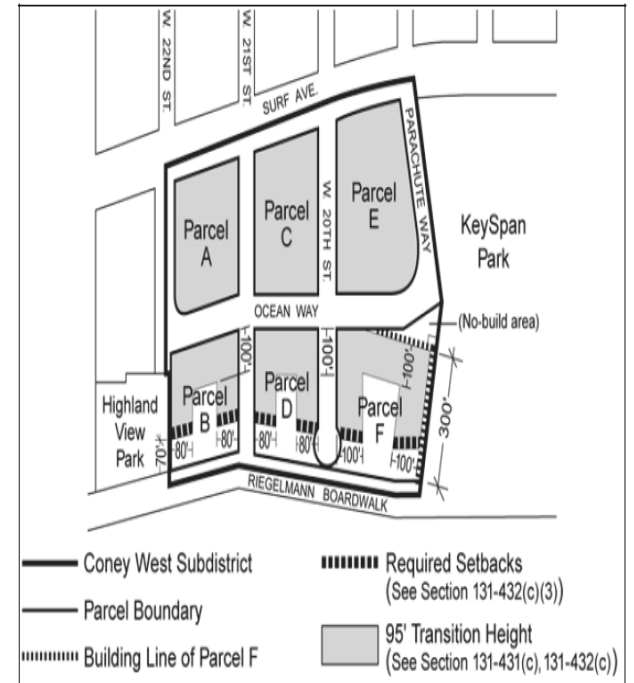 W. 22ND ST.
W. 21ST ST.
SURF AVE.
PARACHUTE WAY
W. 20TH ST.
Parcel
A
Parcel
C
Parcel
E
KeySpan
Park
OCEAN WAY
(No-build area)
100'
100'
100'
300'
Parcel
B
Parcel
D
Parcel
F
Highland
View
Park
70'
80'
80'
80'
80'
100'
100'
RIEGELMANN BOARDWALK
Coney West Subdistrict
Parcel Boundary
Building Line of Parcel F
Required Setbacks
(See Section 131-432(c)(3))
95' Transition Height
(See Section 131-431(c), 131-432(c))